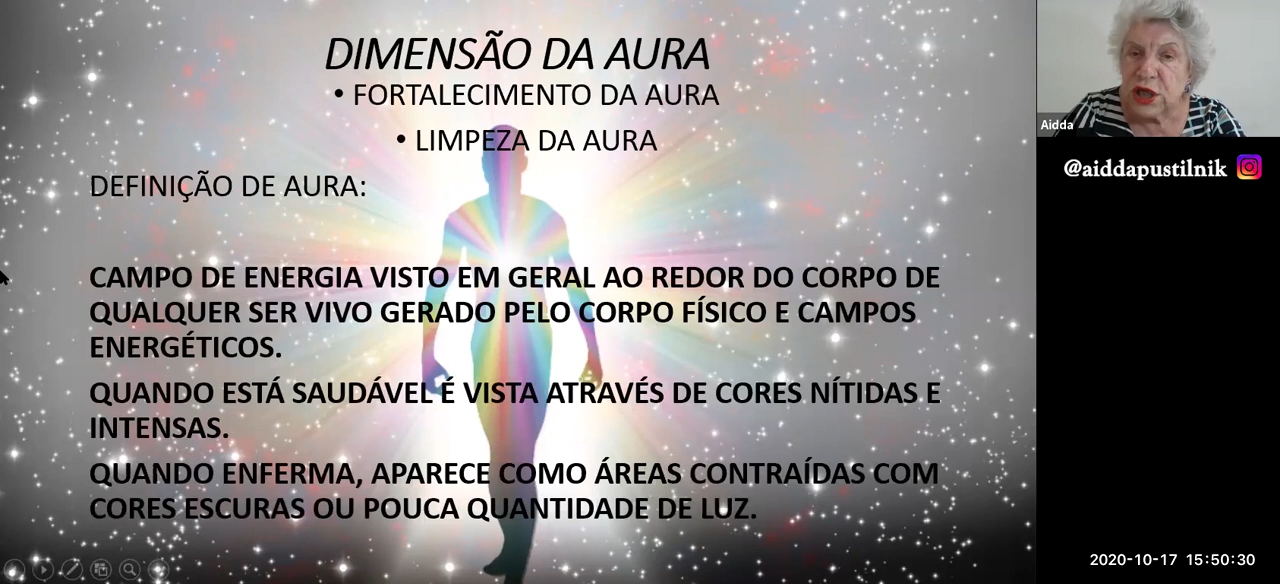 DIMENSÃO DA AURA
• FORTALECIMENTO DA AURA
• LIMPEZA DA AURA
DEFINIÇÃO DE AURA:
CAMPO DE ENERGIA VISTO EM GERAL AO REDOR DO CORPO DE
QUALQUER SER VIVO GERADO PELO CORPO FÍSICO E CAMPOS
ENERGÉTICOS.
QUANDO ESTÁ SAUDÁVEL É VISTA ATRAVÉS DE CORES NÍTIDAS E
INTENSAS.
QUANDO ENFERMA, APARECE COMO ÁREAS CONTRAÍDAS COM
CORES ESCURAS OU POUCA QUANTIDADE DE LUZ.
Aidda
@aiddapustilnik
2020-10-17 15:50:30